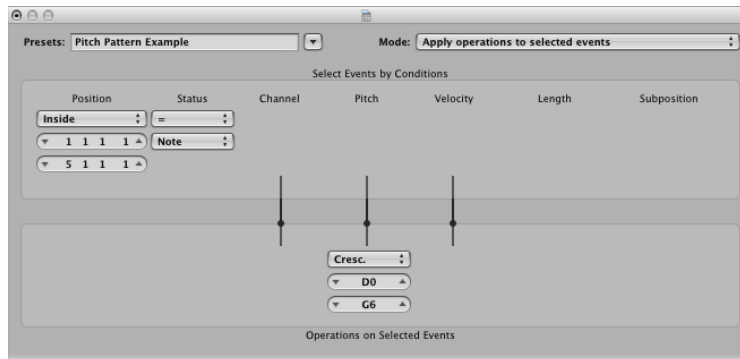 Presets: Pitch Pattern Example Mode: Apply operations to selected events
Select Events by Conditions
Position Status Channel Pitch Velocity Length Subposition
Inside =
1 1 1 1 Note
5 1 1 1
Cresc.
D0
G6
Operations on Selected Events